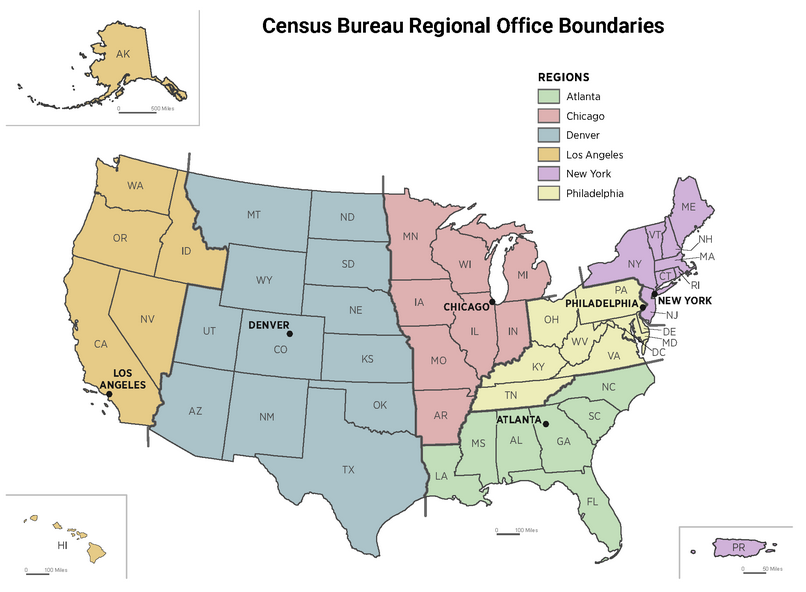 Census Bureau Regional Office Boundaries
AK
0 500 Miles
REGIONS
Atlanta
Chicago
Denver
Los Angeles
New York
Philadelphia
WA
MT
ND
MN
ME
VT
NH
OR
ID
SD
WI
MI
NY
MA
CT
RI
WY
IA
PA
CHICAGO
PHILADELPHIA
NEW YORK
NE
NJ
NV
UT
DENVER
CO
IL
IN
OH
DE
MD
DC
CA
KS
MO
WV
VA
KY
LOS
ANGELES
AZ
NM
OK
AR
TN
NC
ATLANTA
SC
MS
AL
GA
TX
LA
FL
0 100 Miles
HI
0 100 Miles
PR
0 50 Miles